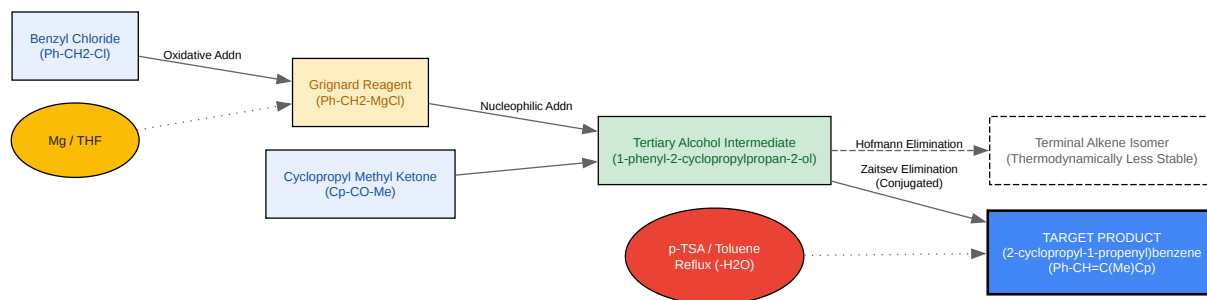 Benzyl Chloride
(Ph-CH2-Cl)
Oxidative Addn
Mg / THF
Grignard Reagent
(Ph-CH2-MgCl)
Nucleophilic Addn
Cyclopropyl Methyl Ketone
(Cp-CO-Me)
Tertiary Alcohol Intermediate
(1-phenyl-2-cyclopropylpropan-2-ol)
Hofmann Elimination
Zaitsev Elimination
(Conjugated)
Terminal Alkene Isomer
(Thermodynamically Less Stable)
p-TSA / Toluene
Reflux (-H2O)
TARGET PRODUCT
(2-cyclopropyl-1-propenyl)benzene
(Ph-CH=C(Me)Cp)